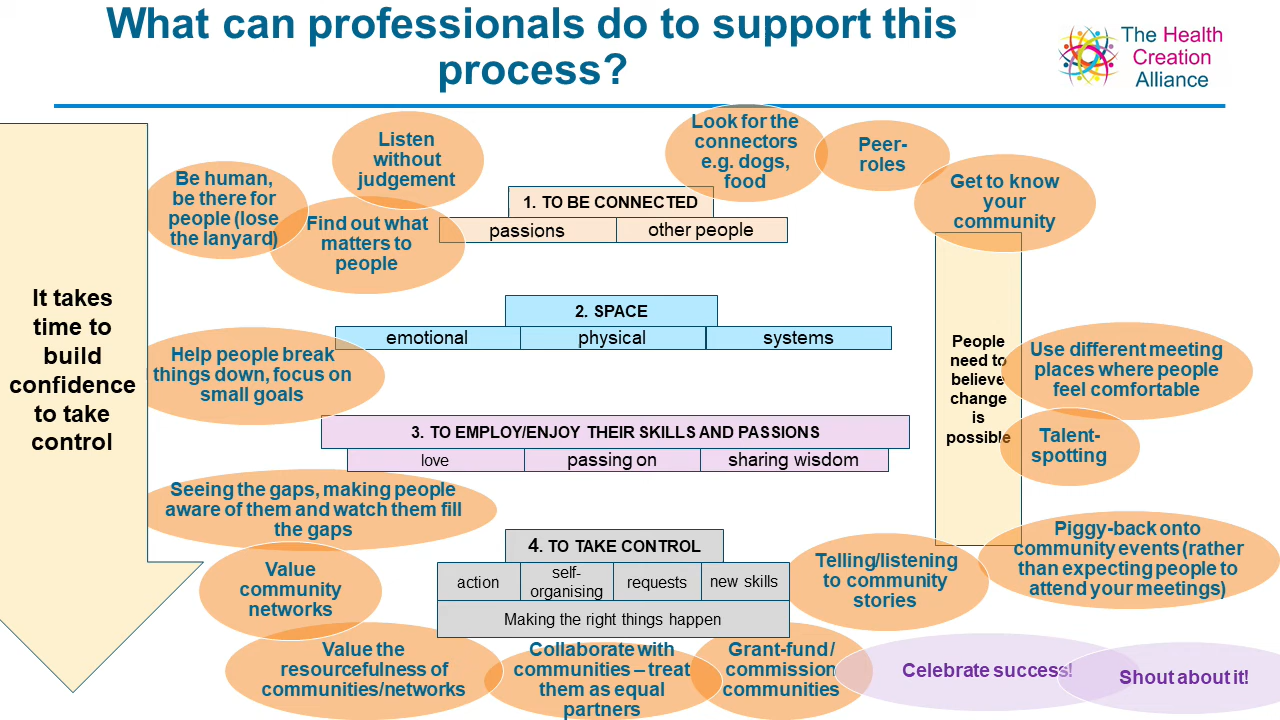 What can professionals do to support this
process?
The Health
Creation
Alliance
Listen
without
judgement
Look for the
connectors
e.g. dogs,
food
Peer-
roles
Be human,
be there for
people (lose
the lanyard)
Find out what
matters to
people
Get to know
your
community
1. TO BE CONNECTED
passions
other people
It takes
time to
build
confidence
to take
control
2. SPACE
emotional
physical
systems
People
need to
believe
change
is
possible
Help people break
things down, focus on
small goals
Use different meeting
places where people
feel comfortable
3. TO EMPLOY/ENJOY THEIR SKILLS AND PASSIONS
love
passing on
sharing wisdom
Talent-
spotting
Seeing the gaps, making people
aware of them and watch them fill
the gaps
4. TO TAKE CONTROL
action
self-
organising
requests
new skills
Making the right things happen
Value
community
networks
Telling/listening
to community
stories
Piggy-back onto
community events (rather
than expecting people to
attend your meetings)
Value the
resourcefulness of
communities/networks
Collaborate with
communities – treat
them as equal
partners
Grant-fund /
commission
communities
Celebrate success!
Shout about it!